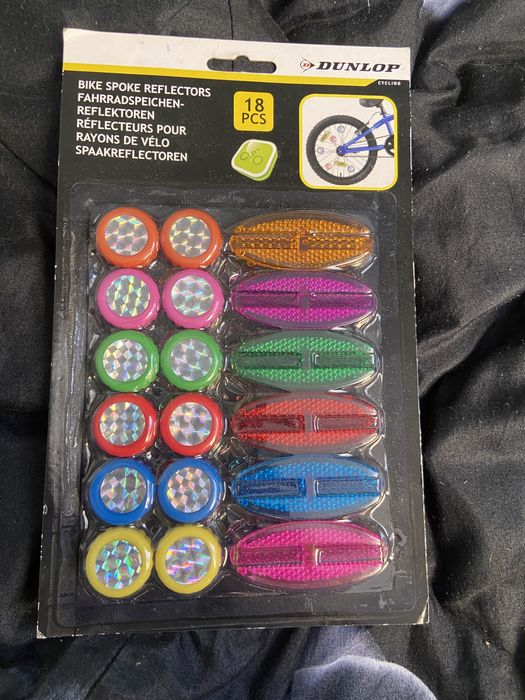 DUNLOP
CYCLING
BIKE SPOKE REFLECTORS
FAHRRADSPEICHEN-
REFLEKTOREN
RÉFLECTEURS POUR
RAYONS DE VÉLO
SPAAKREFLECTOREN
18
PCS